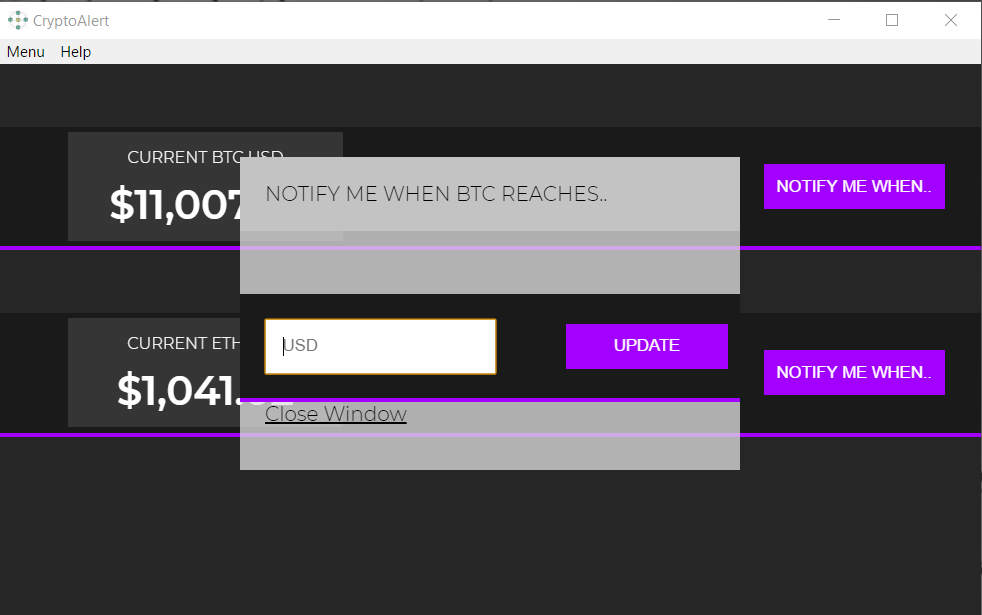 CryptoAlert
Menu Help
CURRENT BTC USD
$11,007
NOTIFY ME WHEN..
NOTIFY ME WHEN BTC REACHES..
CURRENT ETH
$1,041.
USD
UPDATE
NOTIFY ME WHEN..
Close Window